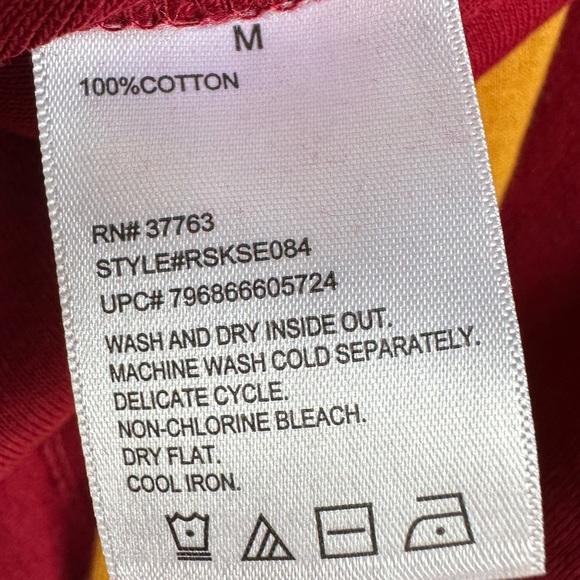 M
100%COTTON
RN# 37763
STYLE#RSKSE084
UPC# 796866605724
WASH AND DRY INSIDE OUT.
MACHINE WASH COLD SEPARATELY.
DELICATE CYCLE.
NON-CHLORINE BLEACH.
DRY FLAT.
COOL IRON.